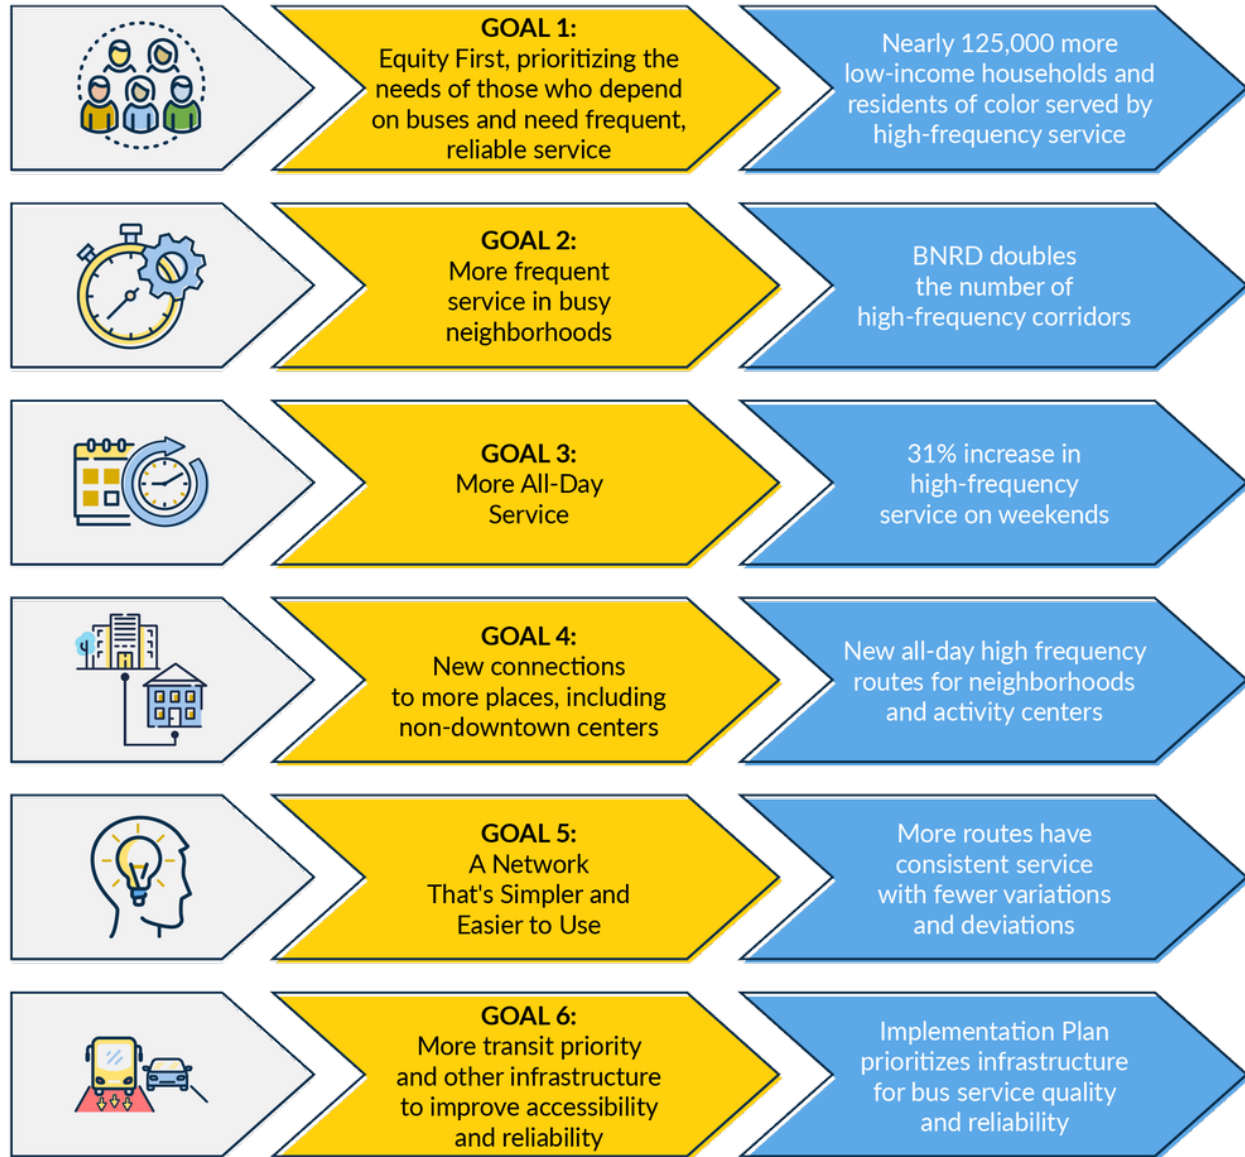 GOAL 1:
Equity First, prioritizing the
needs of those who depend
on buses and need frequent,
reliable service
Nearly 125,000 more
low-income households and
residents of color served by
high-frequency service
GOAL 2:
More frequent
service in busy
neighborhoods
BNRD doubles
the number of
high-frequency corridors
GOAL 3:
More All-Day
Service
31% increase in
high-frequency
service on weekends
GOAL 4:
New connections
to more places, including
non-downtown centers
New all-day high frequency
routes for neighborhoods
and activity centers
GOAL 5:
A Network
That's Simpler and
Easier to Use
More routes have
consistent service
with fewer variations
and deviations
GOAL 6:
More transit priority
and other infrastructure
to improve accessibility
and reliability
Implementation Plan
prioritizes infrastructure
for bus service quality
and reliability